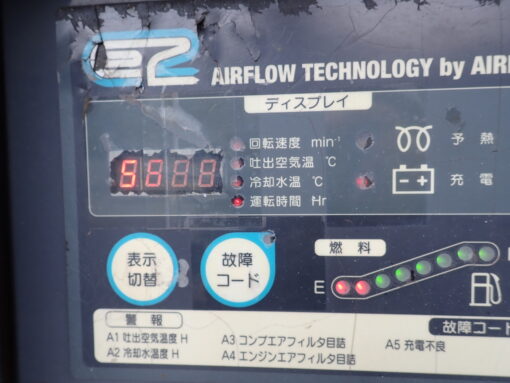 AIRFLOW TECHNOLOGY by AIR
ディスプレイ
回転速度 min⁻¹
吐出空気温 ℃
冷却水温 ℃
運転時間 Hr
予熱
充電
表示
切替
故障
コード
燃料
E
警報
A1 吐出空気温度 H
A2 冷却水温度 H
A3 コンプエアフィルタ目詰
A4 エンジンエアフィルタ目詰
故障コー
A5 充電不良